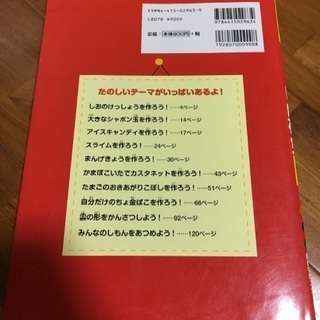 ISBN4-415-02963-9
C8070 ¥900E
定価:本体900円+税
9784415029634
1928070009008
たのしいテーマがいっぱいあるよ!
しおのけっしょうを作ろう!……4ページ
大きなシャボン玉を作ろう!……14ページ
アイスキャンディを作ろう!……17ページ
スライムを作ろう!……24ページ
まんげきょうを作ろう!……30ページ
かまぼこいたでカスタネットを作ろう!……43ページ
たまごのおきあがりこぼしを作ろう!……51ページ
自分だけのちょ金ばこを作ろう!……66ページ
雲の形をかんさつしよう!……92ページ
みんなのしもんをあつめよう!……120ページ